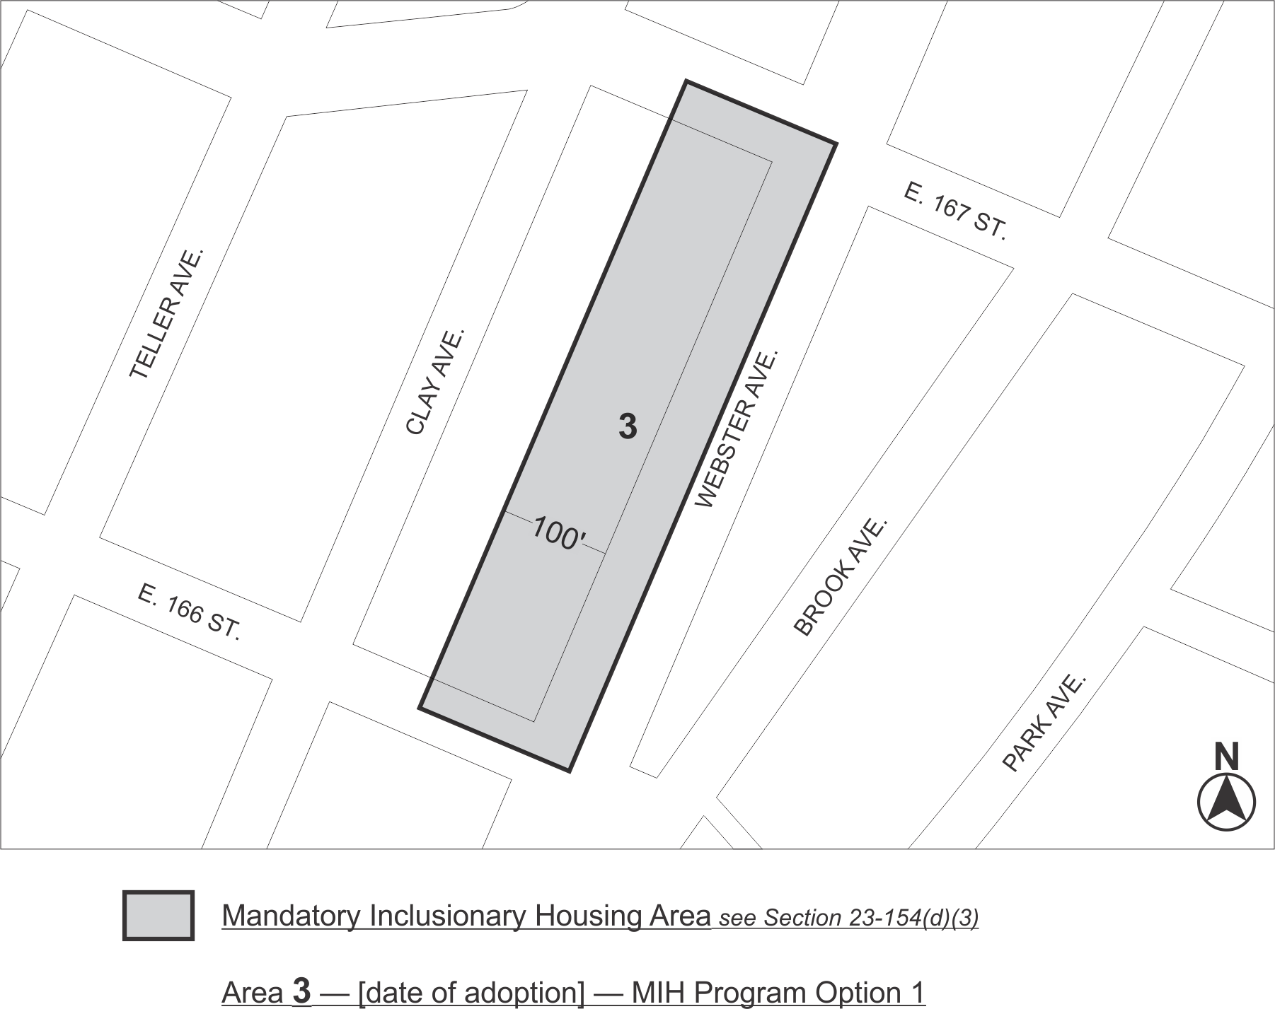 E. 167 ST.
TELLER AVE.
CLAY AVE.
WEBSTER AVE.
3
100'
BROOK AVE.
E. 166 ST.
PARK AVE.
N
Mandatory Inclusionary Housing Area see Section 23-154(d)(3)
Area 3 — [date of adoption] — MIH Program Option 1